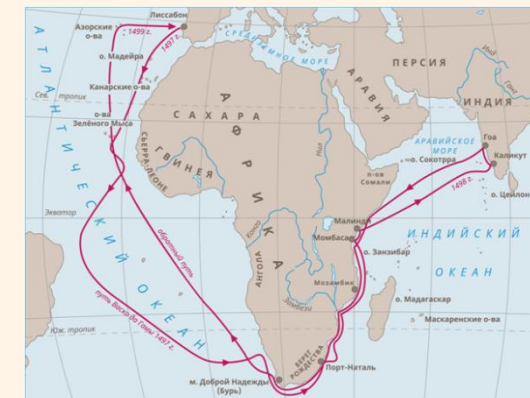 Лиссабон
Азорские
о-ва
1499 г.
1497 г.
о. Мадейра
СРЕДИЗЕМНОЕ МОРЕ
ПЕРСИЯ
Инд
Ганг
АРАВИЯ
Канарские о-ва
Сев. тропик
ИНДИЯ
САХАРА
АФРИКА
АТЛАНТИЧЕСКИЙ ОКЕАН
о-ва
Зелёного Мыса
СЬЕРРА-ЛЕОНЕ
ГВИНЕЯ
Нил
АРАВИЙСКОЕ
МОРЕ
Гоа
Каликут
о. Сокотрра
п-ов
Сомали
1498 г.
о. Цейлон
Экватор
Малинди
Момбаса
ИНДИЙСКИЙ
ОКЕАН
Конго
о. Занзибар
обратный путь
АНГОЛА
Мозамбик
Замбези
о. Мадагаскар
Маскаренские о-ва
путь Васко да Гамы 1497 г.
Юж. тропик
БЕРЕГ
РОЖДЕСТВА
Порт-Наталь
м. Доброй Надежды
(Бурь)